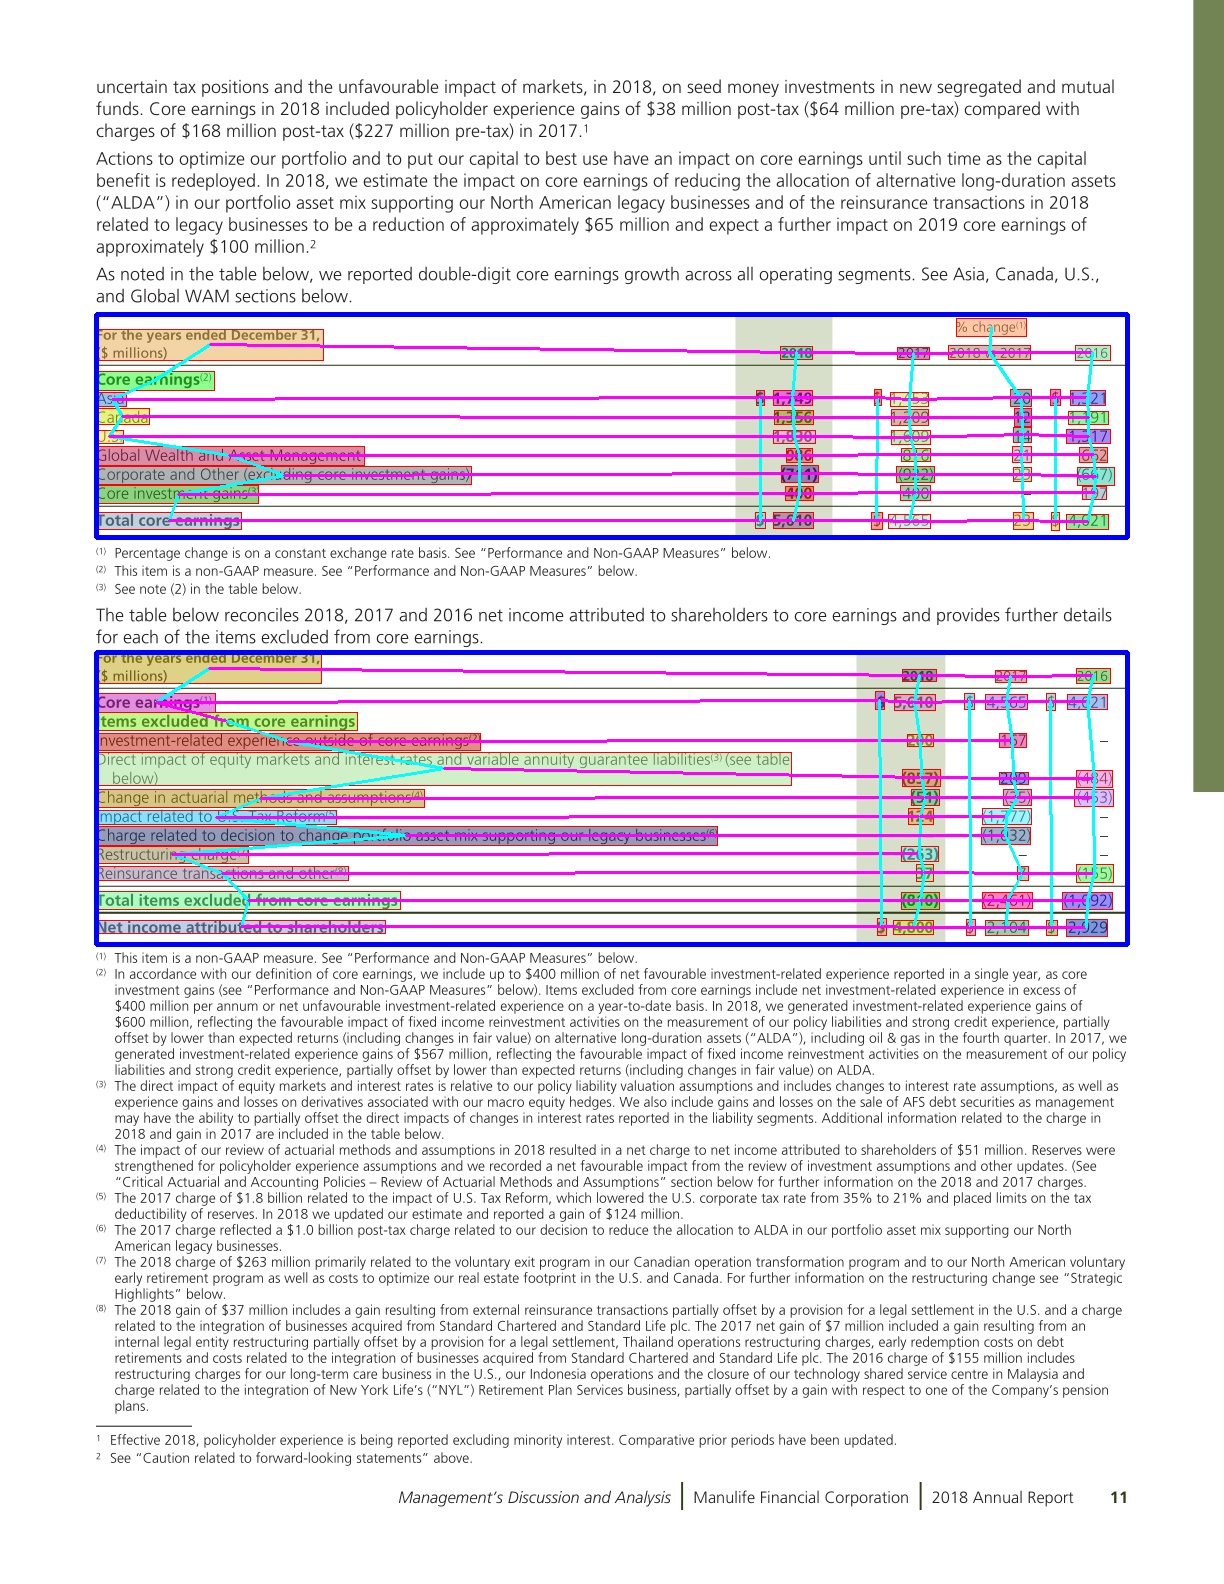 uncertain tax positions and the unfavourable impact of markets, in 2018, on seed money investments in new segregated and mutual
funds. Core earnings in 2018 included policyholder experience gains of $38 million post-tax ($64 million pre-tax) compared with
charges of $168 million post-tax ($227 million pre-tax) in 2017.1
Actions to optimize our portfolio and to put our capital to best use have an impact on core earnings until such time as the capital
benefit is redeployed. In 2018, we estimate the impact on core earnings of reducing the allocation of alternative long-duration assets
(“ALDA”) in our portfolio asset mix supporting our North American legacy businesses and of the reinsurance transactions in 2018
related to legacy businesses to be a reduction of approximately $65 million and expect a further impact on 2019 core earnings of
approximately $100 million.2
As noted in the table below, we reported double-digit core earnings growth across all operating segments. See Asia, Canada, U.S.,
and Global WAM sections below.
For the years ended December 31, % change(1)
($ millions) 2018 2017 2018 vs 2017 2016
Core earnings(2)
Asia $ 1,749 $ 1,453 20 $ 1,321
Canada 1,356 1,209 12 1,191
U.S. 1,830 1,609 14 1,317
Global Wealth and Asset Management 986 816 21 662
Corporate and Other (excluding core investment gains) (711) (922) (667)
Core investment gains(3) 400 400 – 197
Total core earnings $ 5,610 $ 4,565 23 $ 4,021
(1) Percentage change is on a constant exchange rate basis. See “Performance and Non-GAAP Measures” below.
(2) This item is a non-GAAP measure. See “Performance and Non-GAAP Measures” below.
(3) See note (2) in the table below.
The table below reconciles 2018, 2017 and 2016 net income attributed to shareholders to core earnings and provides further details
for each of the items excluded from core earnings.
For the years ended December 31,
($ millions) 2018 2017 2016
Core earnings(1) $ 5,610 $ 4,565 $ 4,021
Items excluded from core earnings
Investment-related experience outside of core earnings(2) 200 167 –
Direct impact of equity markets and interest rates and variable annuity guarantee liabilities(3) (see table
below) (857) 209 (484)
Change in actuarial methods and assumptions(4) (51) (35) (453)
Impact related to U.S. Tax Reform(5) 124 (1,777) –
Charge related to decision to change portfolio asset mix supporting our legacy businesses(6) – (1,032) –
Restructuring charge(7) (263) – –
Reinsurance transactions and other(8) 37 7 (155)
Total items excluded from core earnings (810) (2,461) (1,092)
Net income attributed to shareholders $ 4,800 $ 2,104 $ 2,929
(1) This item is a non-GAAP measure. See “Performance and Non-GAAP Measures” below.
(2) In accordance with our definition of core earnings, we include up to $400 million of net favourable investment-related experience reported in a single year, as core
investment gains (see “Performance and Non-GAAP Measures” below). Items excluded from core earnings include net investment-related experience in excess of
$400 million per annum or net unfavourable investment-related experience on a year-to-date basis. In 2018, we generated investment-related experience gains of
$600 million, reflecting the favourable impact of fixed income reinvestment activities on the measurement of our policy liabilities and strong credit experience, partially
offset by lower than expected returns (including changes in fair value) on alternative long-duration assets (“ALDA”), including oil & gas in the fourth quarter. In 2017, we
generated investment-related experience gains of $567 million, reflecting the favourable impact of fixed income reinvestment activities on the measurement of our policy
liabilities and strong credit experience, partially offset by lower than expected returns (including changes in fair value) on ALDA.
(3) The direct impact of equity markets and interest rates is relative to our policy liability valuation assumptions and includes changes to interest rate assumptions, as well as
experience gains and losses on derivatives associated with our macro equity hedges. We also include gains and losses on the sale of AFS debt securities as management
may have the ability to partially offset the direct impacts of changes in interest rates reported in the liability segments. Additional information related to the charge in
2018 and gain in 2017 are included in the table below.
(4) The impact of our review of actuarial methods and assumptions in 2018 resulted in a net charge to net income attributed to shareholders of $51 million. Reserves were
strengthened for policyholder experience assumptions and we recorded a net favourable impact from the review of investment assumptions and other updates. (See
“Critical Actuarial and Accounting Policies – Review of Actuarial Methods and Assumptions” section below for further information on the 2018 and 2017 charges.
(5) The 2017 charge of $1.8 billion related to the impact of U.S. Tax Reform, which lowered the U.S. corporate tax rate from 35% to 21% and placed limits on the tax
deductibility of reserves. In 2018 we updated our estimate and reported a gain of $124 million.
(6) The 2017 charge reflected a $1.0 billion post-tax charge related to our decision to reduce the allocation to ALDA in our portfolio asset mix supporting our North
American legacy businesses.
(7) The 2018 charge of $263 million primarily related to the voluntary exit program in our Canadian operation transformation program and to our North American voluntary
early retirement program as well as costs to optimize our real estate footprint in the U.S. and Canada. For further information on the restructuring change see “Strategic
Highlights” below.
(8) The 2018 gain of $37 million includes a gain resulting from external reinsurance transactions partially offset by a provision for a legal settlement in the U.S. and a charge
related to the integration of businesses acquired from Standard Chartered and Standard Life plc. The 2017 net gain of $7 million included a gain resulting from an
internal legal entity restructuring partially offset by a provision for a legal settlement, Thailand operations restructuring charges, early redemption costs on debt
retirements and costs related to the integration of businesses acquired from Standard Chartered and Standard Life plc. The 2016 charge of $155 million includes
restructuring charges for our long-term care business in the U.S., our Indonesia operations and the closure of our technology shared service centre in Malaysia and
charge related to the integration of New York Life’s (“NYL”) Retirement Plan Services business, partially offset by a gain with respect to one of the Company’s pension
plans.
1 Effective 2018, policyholder experience is being reported excluding minority interest. Comparative prior periods have been updated.
2 See “Caution related to forward-looking statements” above.
Management’s Discussion and Analysis | Manulife Financial Corporation | 2018 Annual Report 11